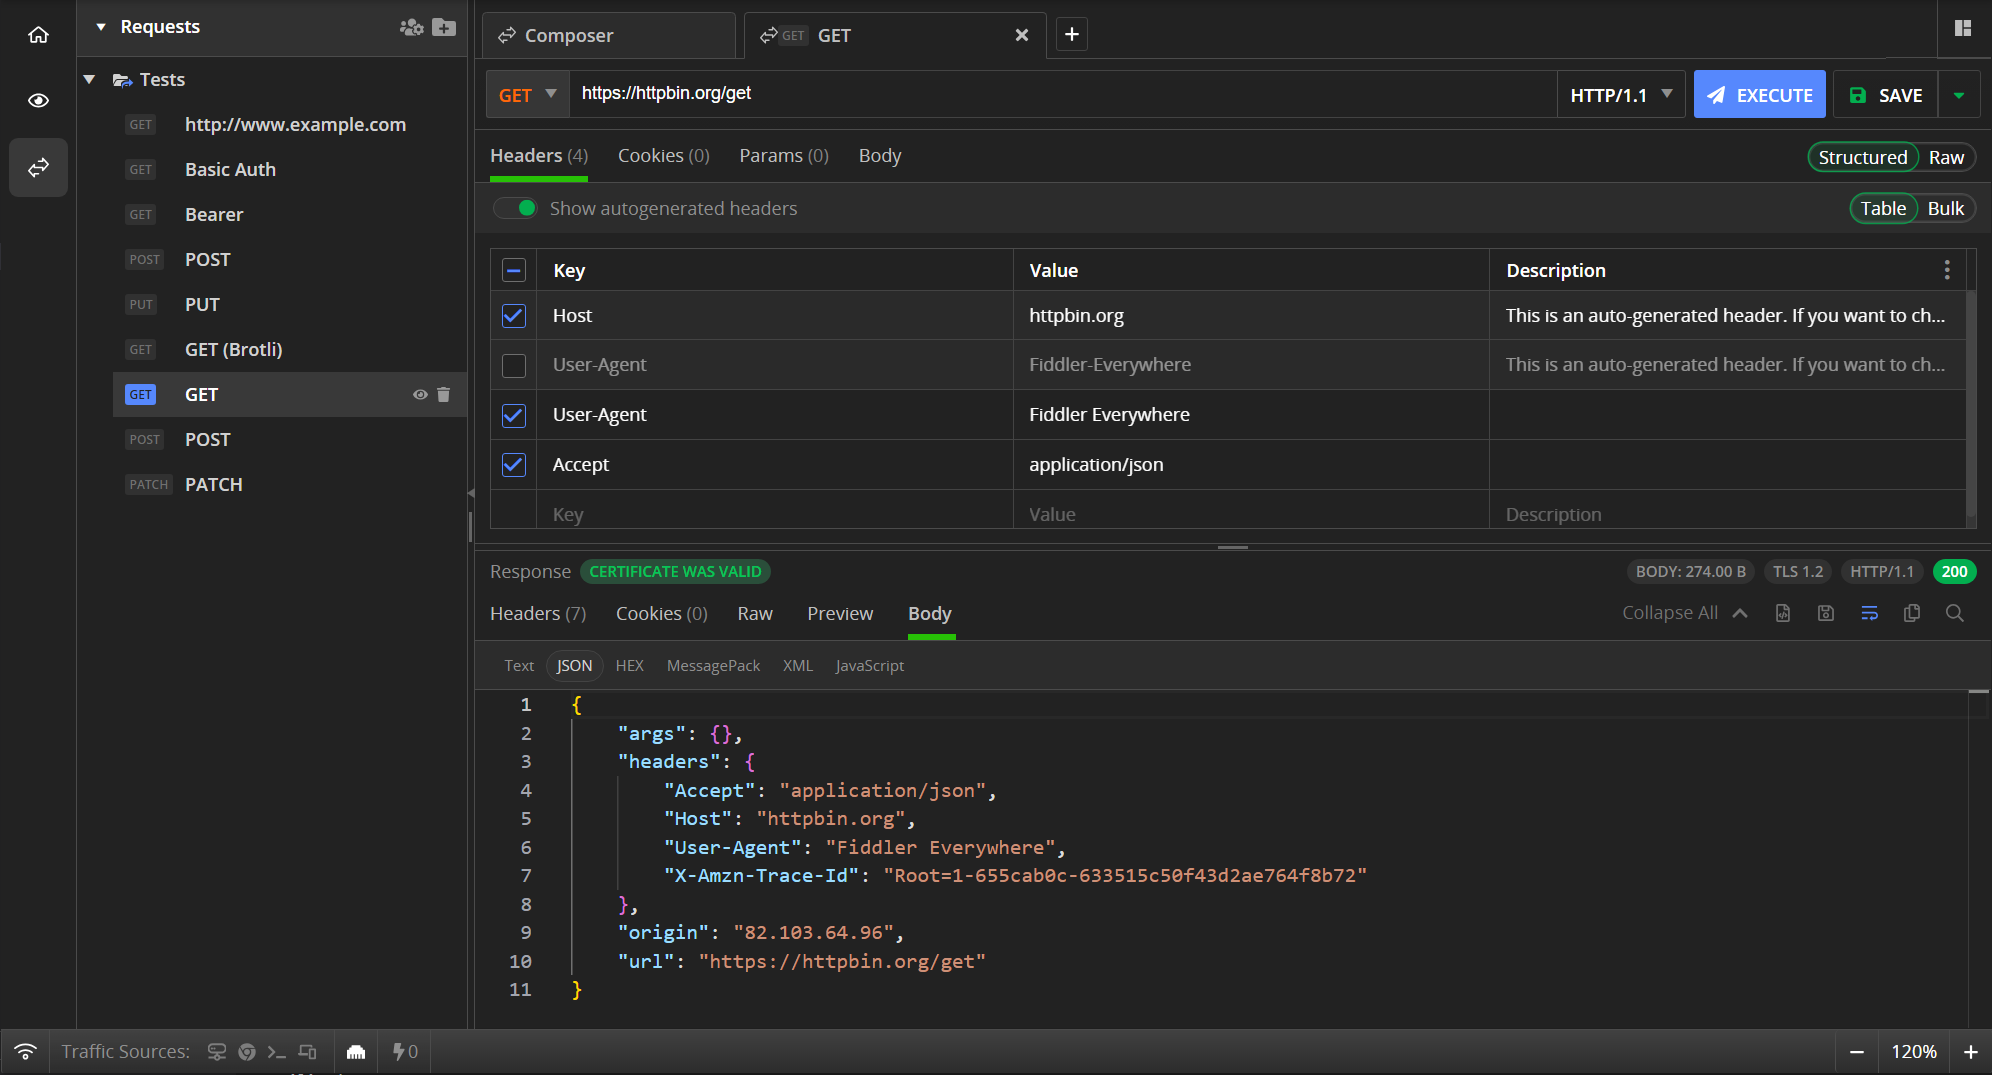 Requests
Tests
GET http://www.example.com
GET Basic Auth
GET Bearer
POST POST
PUT PUT
GET GET (Brotli)
GET GET
POST POST
PATCH PATCH
Composer GET GET
GET https://httpbin.org/get HTTP/1.1 EXECUTE SAVE
Headers (4) Cookies (0) Params (0) Body Structured Raw
Show autogenerated headers Table Bulk
Key Value Description
Host httpbin.org This is an auto-generated header. If you want to ch...
User-Agent Fiddler-Everywhere This is an auto-generated header. If you want to ch...
User-Agent Fiddler Everywhere
Accept application/json
Key Value Description
Response CERTIFICATE WAS VALID BODY: 274.00 B TLS 1.2 HTTP/1.1 200
Headers (7) Cookies (0) Raw Preview Body Collapse All
Text JSON HEX MessagePack XML JavaScript
1 {
2 "args": {},
3 "headers": {
4 "Accept": "application/json",
5 "Host": "httpbin.org",
6 "User-Agent": "Fiddler Everywhere",
7 "X-Amzn-Trace-Id": "Root=1-655cab0c-633515c50f43d2ae764f8b72"
8 },
9 "origin": "82.103.64.96",
10 "url": "https://httpbin.org/get"
11 }
Traffic Sources: 0 120%